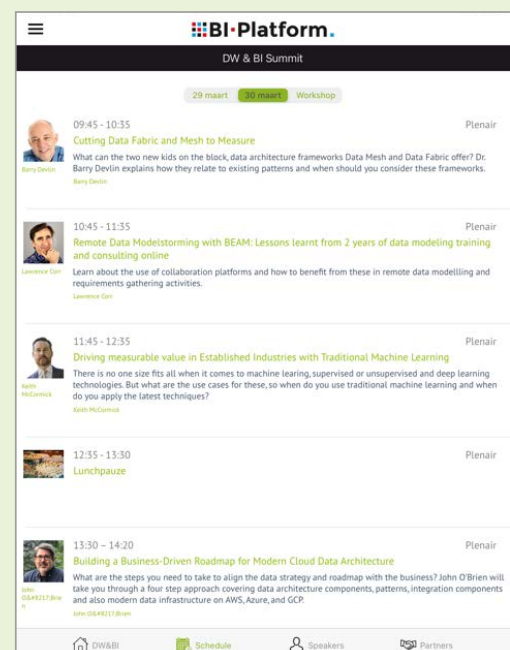 BI·Platform.
DW & BI Summit
29 maart 30 maart Workshop
09:45 - 10:35 Plenair
Cutting Data Fabric and Mesh to Measure
What can the two new kids on the block, data architecture frameworks Data Mesh and Data Fabric offer? Dr.
Barry Devlin explains how they relate to existing patterns and when should you consider these frameworks.
Barry Devlin
Barry Devlin
10:45 - 11:35 Plenair
Remote Data Modelstorming with BEAM: Lessons learnt from 2 years of data modeling training
and consulting online
Learn about the use of collaboration platforms and how to benefit from these in remote data modellling and
requirements gathering activities.
Lawrence Corr
Lawrence Corr
11:45 - 12:35 Plenair
Driving measurable value in Established Industries with Traditional Machine Learning
There is no one size fits all when it comes to machine learing, supervised or unsupervised and deep learning
technologies. But what are the use cases for these, so when do you use traditional machine learning and when
do you apply the latest techniques?
Keith
McCormick
Keith McCormick
12:35 - 13:30 Plenair
Lunchpauze
13:30 – 14:20 Plenair
Building a Business-Driven Roadmap for Modern Cloud Data Architecture
What are the steps you need to take to align the data strategy and roadmap with the business? John O'Brien will
take you through a four step approach covering data architecture components, patterns, integration components
and also modern data infrastructure on AWS, Azure, and GCP.
John
O&#8217;Brie
n
John O&#8217;Brien
DW&BI Schedule Speakers Partners